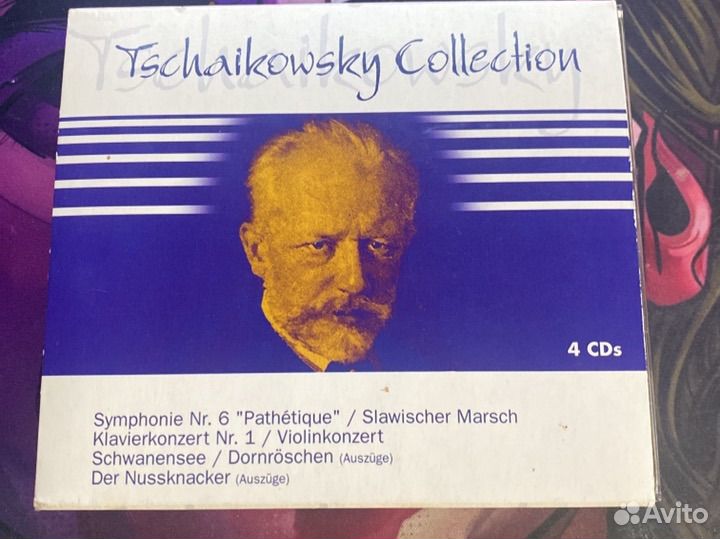 Tschaikowsky Collection
4 CDs
Symphonie Nr. 6 "Pathétique" / Slawischer Marsch
Klavierkonzert Nr. 1 / Violinkonzert
Schwanensee / Dornröschen (Auszüge)
Der Nussknacker (Auszüge)
Avito